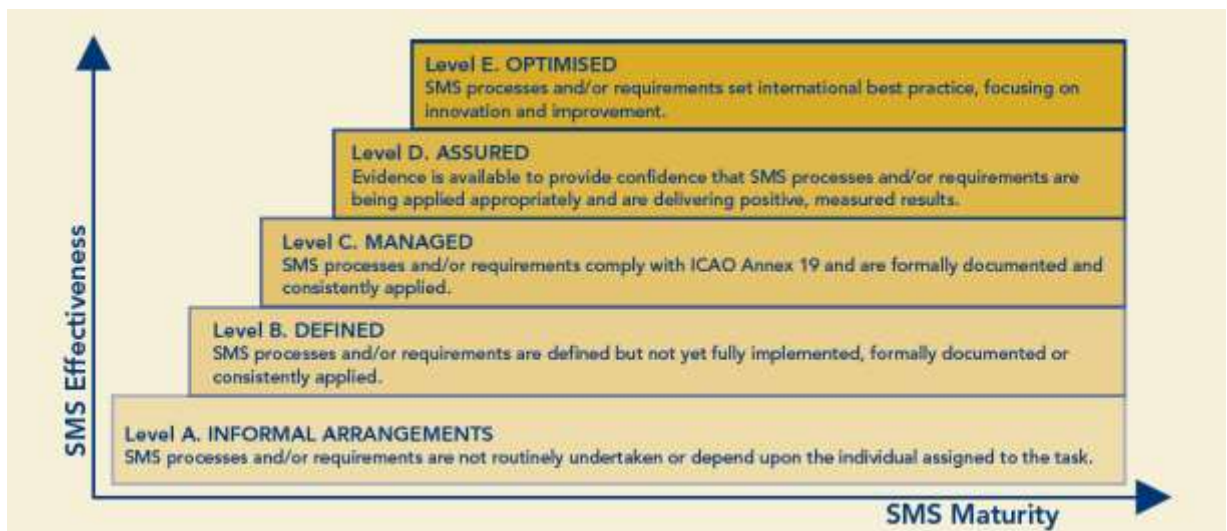 Level E. OPTIMISED
SMS processes and/or requirements set international best practice, focusing on
innovation and improvement.
Level D. ASSURED
Evidence is available to provide confidence that SMS processes and/or requirements are
being applied appropriately and are delivering positive, measured results.
Level C. MANAGED
SMS processes and/or requirements comply with ICAO Annex 19 and are formally documented and
consistently applied.
Level B. DEFINED
SMS processes and/or requirements are defined but not yet fully implemented, formally documented or
consistently applied.
Level A. INFORMAL ARRANGEMENTS
SMS processes and/or requirements are not routinely undertaken or depend upon the individual assigned to the task.
SMS Effectiveness
SMS Maturity